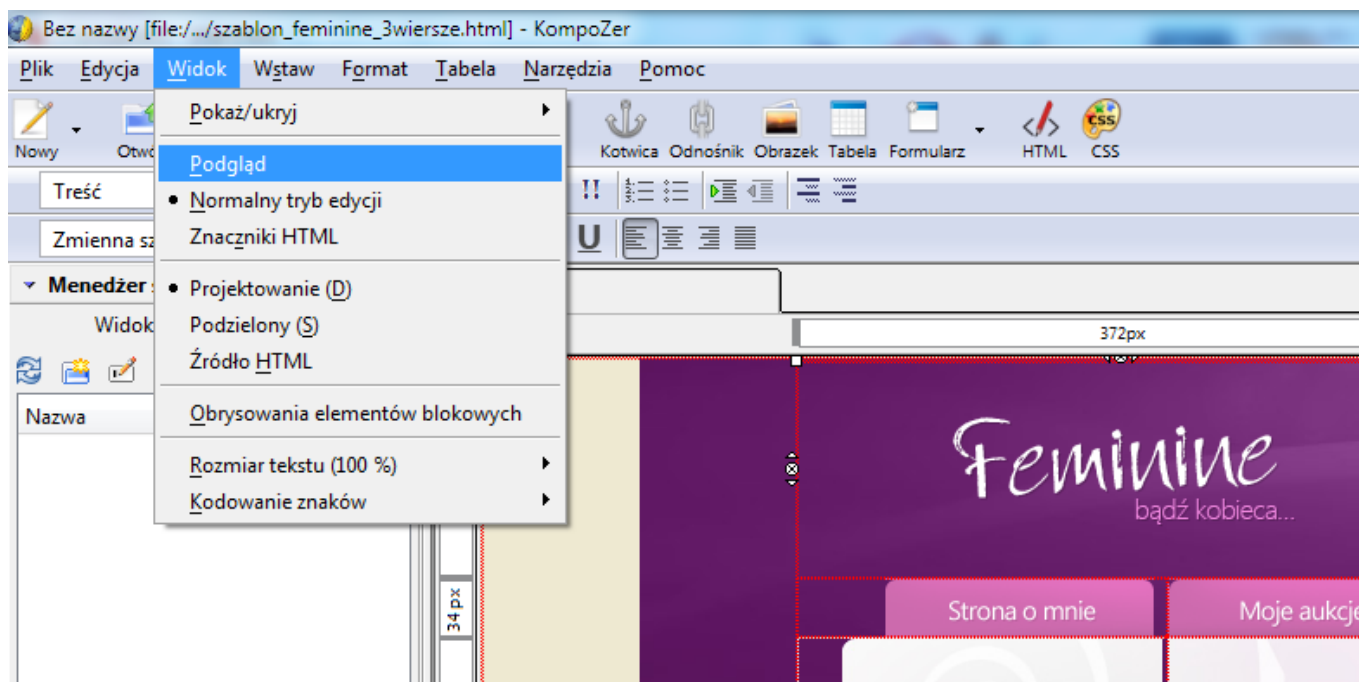 Bez nazwy [file:/.../szablon_feminine_3wiersze.html] - KompoZer
Plik Edycja Widok Wstaw Format Tabela Narzędzia Pomoc
Nowy Kotwica Odnośnik Obrazek Tabela Formularz HTML CSS
Treść
Zmienna
Menedżer
Widok
Nazwa
Pokaż/ukryj
Podgląd
Normalny tryb edycji
Znaczniki HTML
Projektowanie (D)
Podzielony (S)
Źródło HTML
Obrysowania elementów blokowych
Rozmiar tekstu (100 %)
Kodowanie znaków
372px
34 px
Feminine
bądź kobieca...
Strona o mnie
Moje aukcje